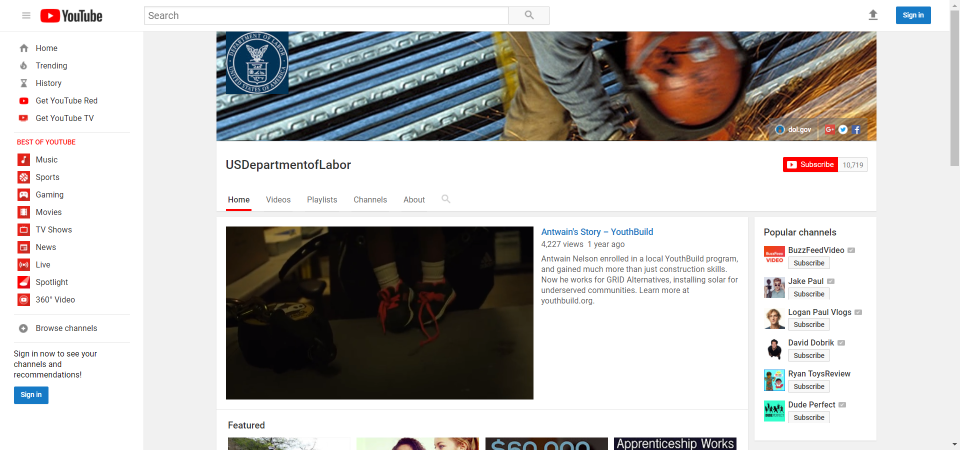 YouTube
Search
Sign in
Home
Trending
History
Get YouTube Red
Get YouTube TV
BEST OF YOUTUBE
Music
Sports
Gaming
Movies
TV Shows
News
Live
Spotlight
360° Video
Browse channels
Sign in now to see your
channels and
recommendations!
Sign in
DEPARTMENT OF LABOR
UNITED STATES OF AMERICA
dol.gov
USDepartmentofLabor
Subscribe 10,719
Home Videos Playlists Channels About
Antwain's Story – YouthBuild
4,227 views 1 year ago
Antwain Nelson enrolled in a local YouthBuild program,
and gained much more than just construction skills.
Now he works for GRID Alternatives, installing solar for
underserved communities. Learn more at
youthbuild.org.
Featured
$60,000
Apprenticeship Works
Popular channels
BuzzFeed
VIDEO
BuzzFeedVideo
Subscribe
Jake Paul
Subscribe
Logan Paul Vlogs
Subscribe
David Dobrik
Subscribe
Ryan ToysReview
Subscribe
Dude Perfect
Subscribe